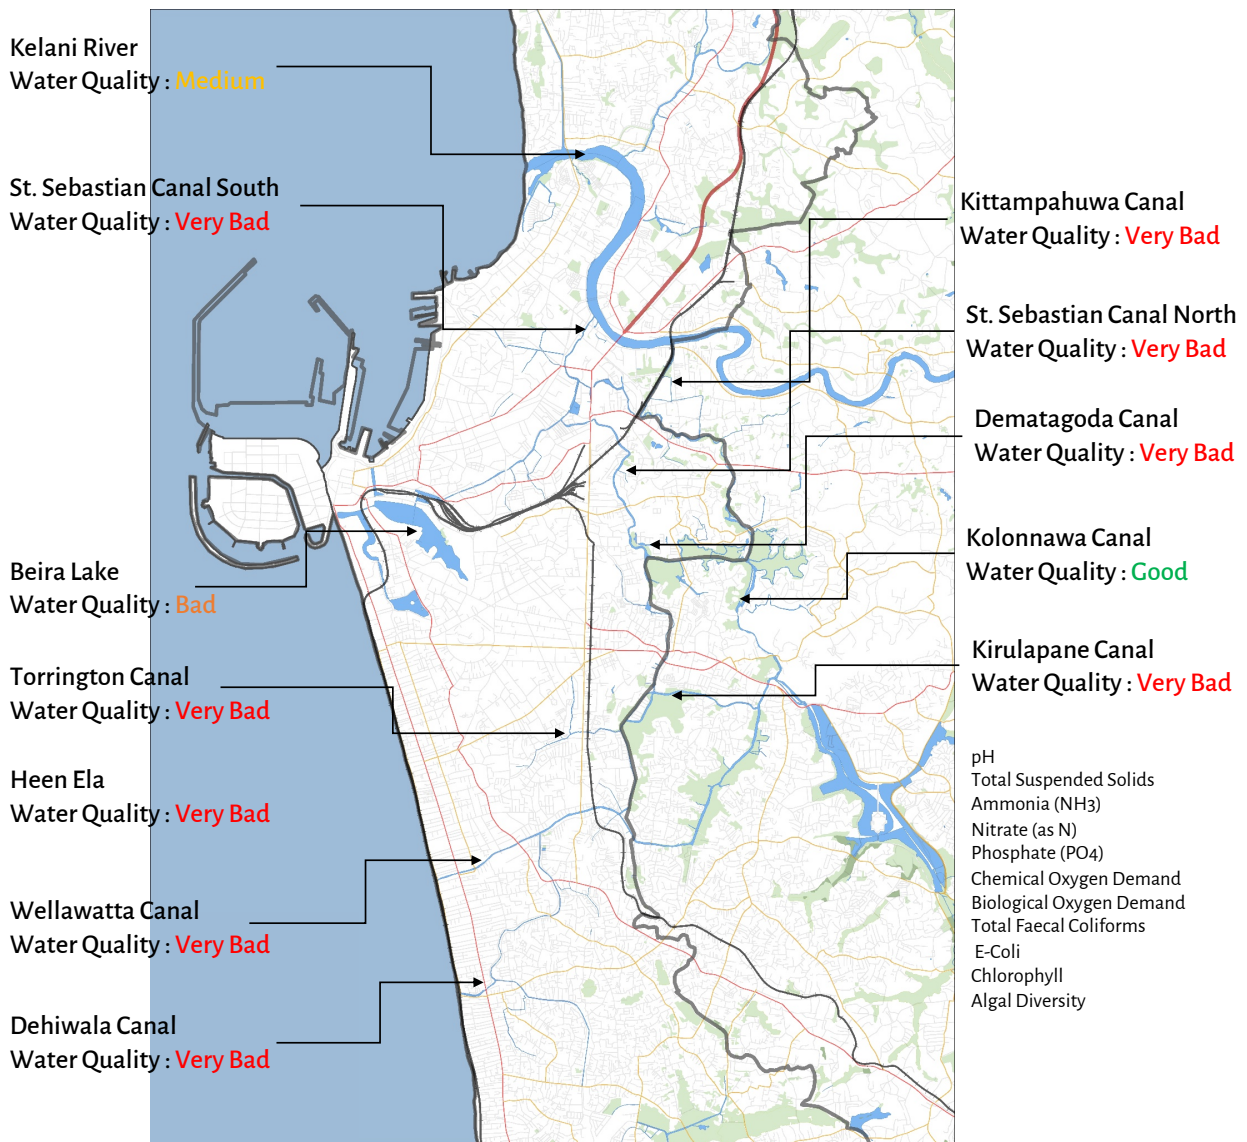 Kelani River
Water Quality : Medium
St. Sebastian Canal South
Water Quality : Very Bad
Beira Lake
Water Quality : Bad
Torrington Canal
Water Quality : Very Bad
Heen Ela
Water Quality : Very Bad
Wellawatta Canal
Water Quality : Very Bad
Dehiwala Canal
Water Quality : Very Bad
Kittampahuwa Canal
Water Quality : Very Bad
St. Sebastian Canal North
Water Quality : Very Bad
Dematagoda Canal
Water Quality : Very Bad
Kolonnawa Canal
Water Quality : Good
Kirulapane Canal
Water Quality : Very Bad
pH
Total Suspended Solids
Ammonia (NH3)
Nitrate (as N)
Phosphate (PO4)
Chemical Oxygen Demand
Biological Oxygen Demand
Total Faecal Coliforms
E-Coli
Chlorophyll
Algal Diversity